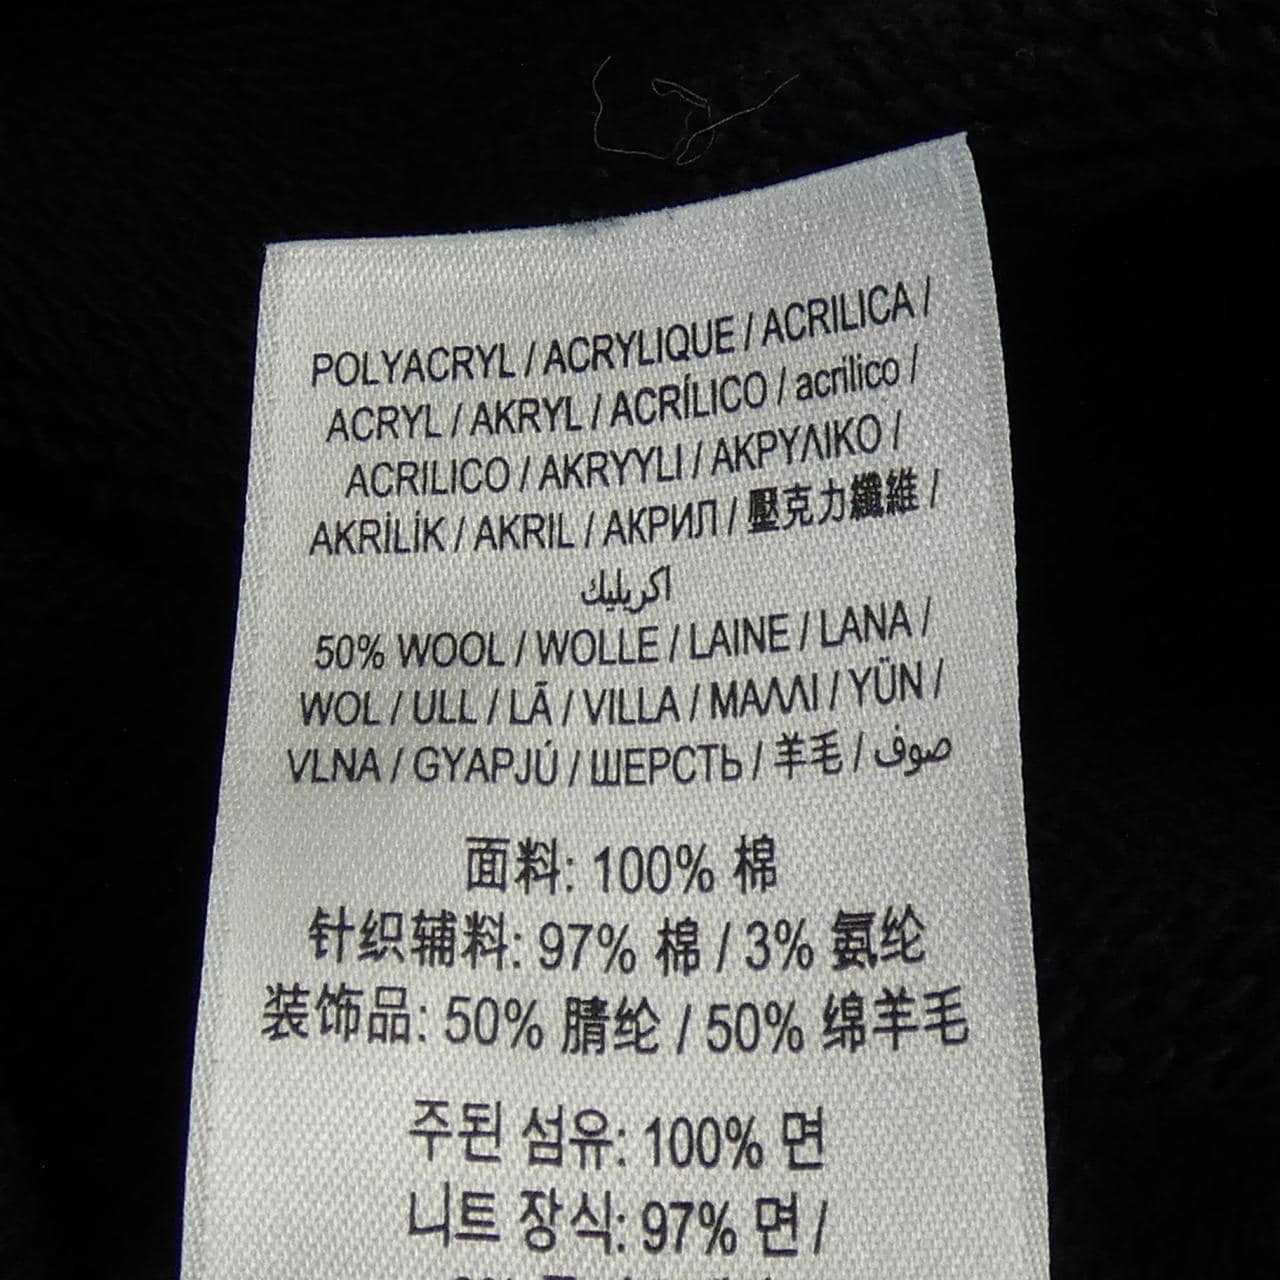 POLYACRYL / ACRYLIQUE / ACRILICA /
ACRYL / AKRYL / ACRÍLICO / acrilico /
ACRILICO / AKRYYLI / ΑΚΡΥΛΙΚΟ /
AKRİLİK / AKRIL / АКРИЛ / 壓克力纖維 /
اكريليك
50% WOOL / WOLLE / LAINE / LANA /
WOL / ULL / LÃ / VILLA / ΜΑΛΛΙ / YÜN /
VLNA / GYAPJÚ / ШЕРСТЬ / 羊毛 / صوف
面料: 100% 棉
针织辅料: 97% 棉 / 3% 氨纶
装饰品: 50% 腈纶 / 50% 绵羊毛
주된 섬유: 100% 면
니트 장식: 97% 면 /